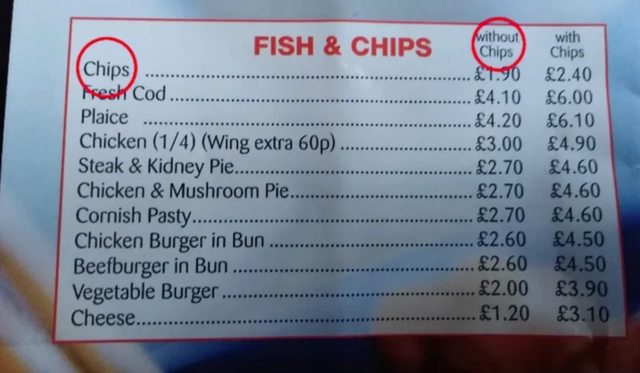 FISH & CHIPS without Chips with Chips
Chips £1.90 £2.40
Fresh Cod £4.10 £6.00
Plaice £4.20 £6.10
Chicken (1/4) (Wing extra 60p) £3.00 £4.90
Steak & Kidney Pie £2.70 £4.60
Chicken & Mushroom Pie £2.70 £4.60
Cornish Pasty £2.70 £4.60
Chicken Burger in Bun £2.60 £4.50
Beefburger in Bun £2.60 £4.50
Vegetable Burger £2.00 £3.90
Cheese £1.20 £3.10